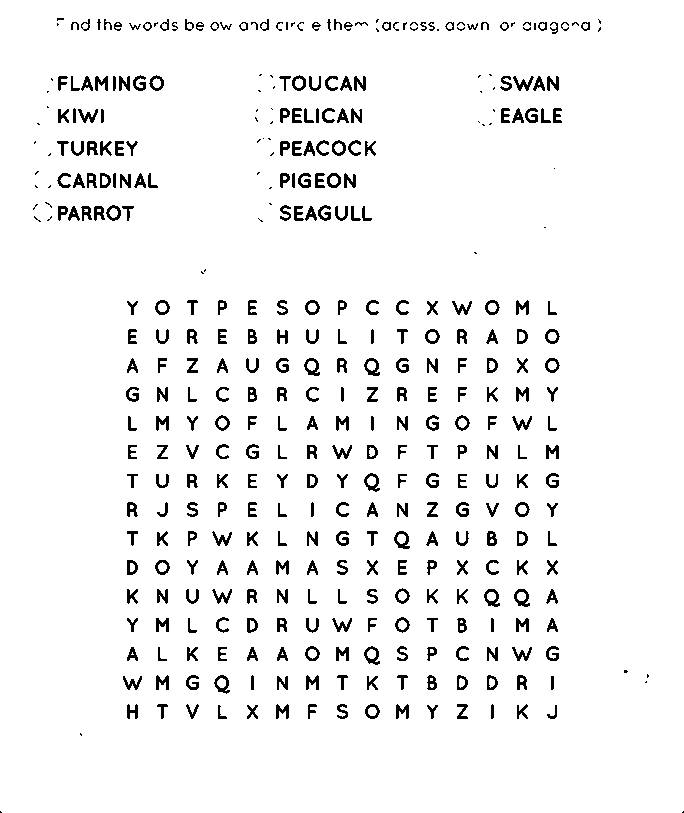 Find the words below and circle them (across, down, or diagonal)
FLAMINGO TOUCAN SWAN
KIWI PELICAN EAGLE
TURKEY PEACOCK
CARDINAL PIGEON
PARROT SEAGULL
Y O T P E S O P C C X W O M L
E U R E B H U L I T O R A D O
A F Z A U G Q R Q G N F D X O
G N L C B R C I Z R E F K M Y
L M Y O F L A M I N G O F W L
E Z V C G L R W D F T P N L M
T U R K E Y D Y Q F G E U K G
R J S P E L I C A N Z G V O Y
T K P W K L N G T Q A U B D L
D O Y A A M A S X E P X C K X
K N U W R N L L S O K K Q Q A
Y M L C D R U W F O T B I M A
A L K E A A O M Q S P C N W G
W M G Q I N M T K T B D D R I
H T V L X M F S O M Y Z I K J